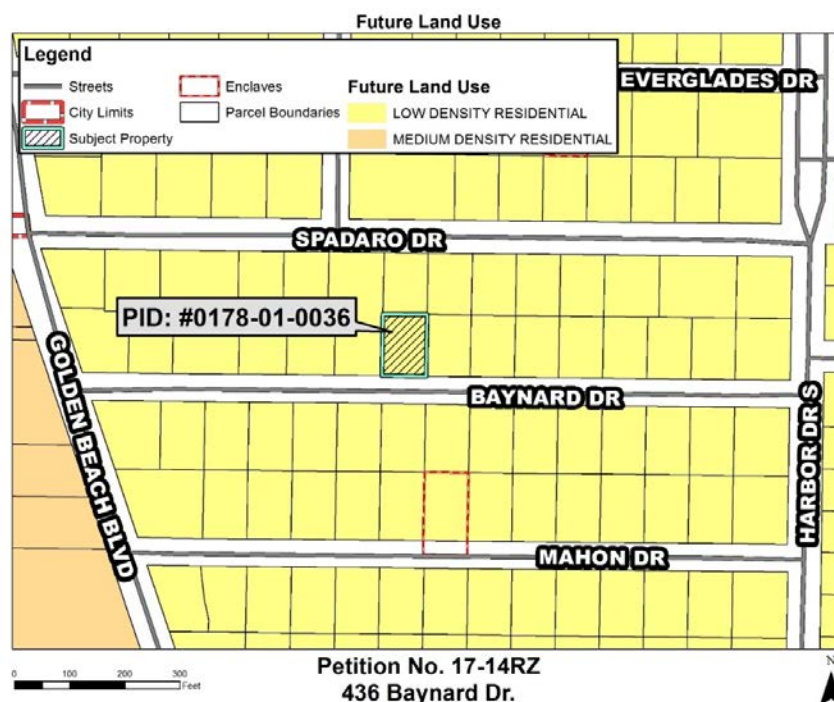 Future Land Use
Legend
Streets
Enclaves
Future Land Use
City Limits
Parcel Boundaries
LOW DENSITY RESIDENTIAL
Subject Property
MEDIUM DENSITY RESIDENTIAL
EVERGLADES DR
SPADARO DR
PID: #0178-01-0036
GOLDEN BEACH BLVD
BAYNARD DR
HARBOR DR S
MAHON DR
0 100 200 300
Feet
Petition No. 17-14RZ
436 Baynard Dr.
N